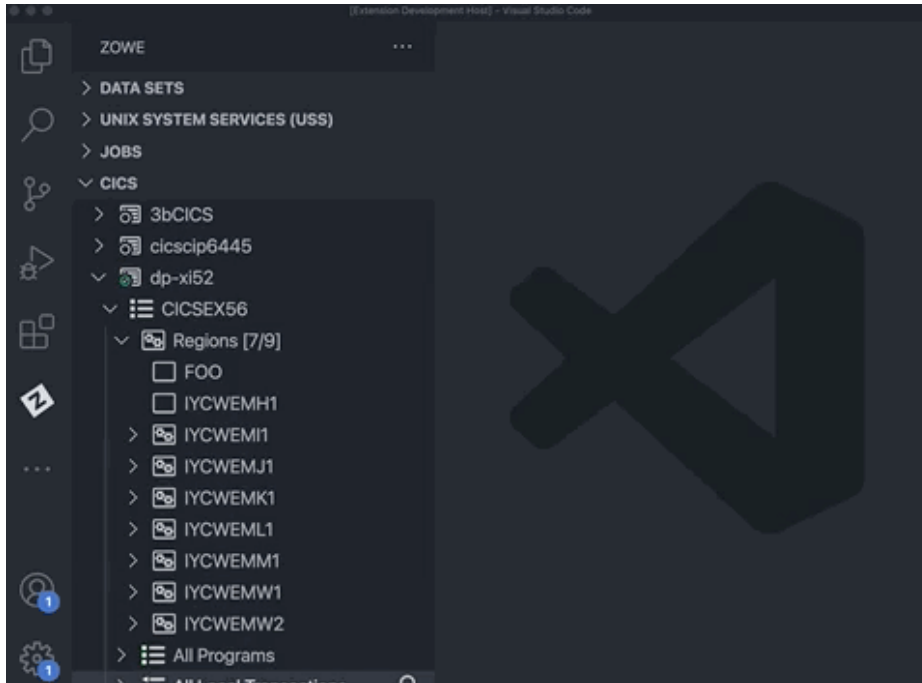 [Extension Development Host] – Visual Studio Code
ZOWE
DATA SETS
UNIX SYSTEM SERVICES (USS)
JOBS
CICS
3bCICS
cicscip6445
dp-xi52
CICSEX56
Regions [7/9]
FOO
IYCWEMH1
IYCWEMI1
IYCWEMJ1
IYCWEMK1
IYCWEML1
IYCWEMM1
1
IYCWEMW1
IYCWEMW2
All Programs
1